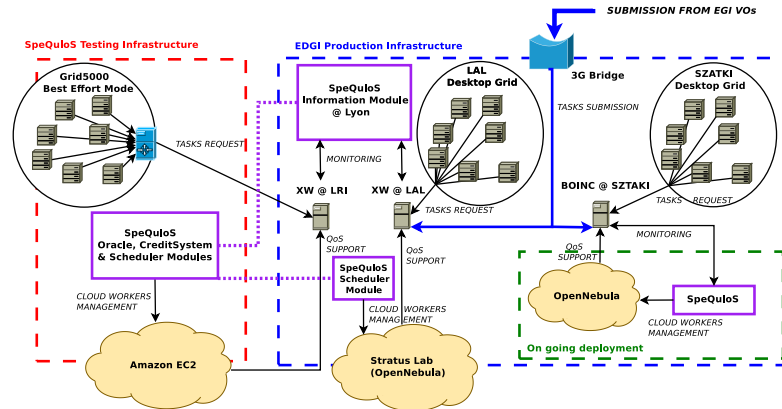 SUBMISSION FROM EGI VOs
SpeQuloS Testing Infrastructure
EDGI Production Infrastructure
Grid5000
Best Effort Mode
SpeQuloS
Information Module
@ Lyon
LAL
Desktop Grid
3G Bridge
SZATKI
Desktop Grid
TASKS SUBMISSION
TASKS REQUEST
MONITORING
XW @ LRI
XW @ LAL
BOINC @ SZTAKI
TASKS REQUEST
TASKS REQUEST
SpeQuloS
Oracle, CreditSystem
& Scheduler Modules
QoS
SUPPORT
QoS
SUPPORT
QoS
SUPPORT
MONITORING
SpeQuloS
Scheduler
Module
OpenNebula
SpeQuloS
CLOUD WORKERS
MANAGEMENT
CLOUD WORKERS
MANAGEMENT
CLOUD WORKERS
MANAGEMENT
Amazon EC2
Stratus Lab
(OpenNebula)
On going deployment